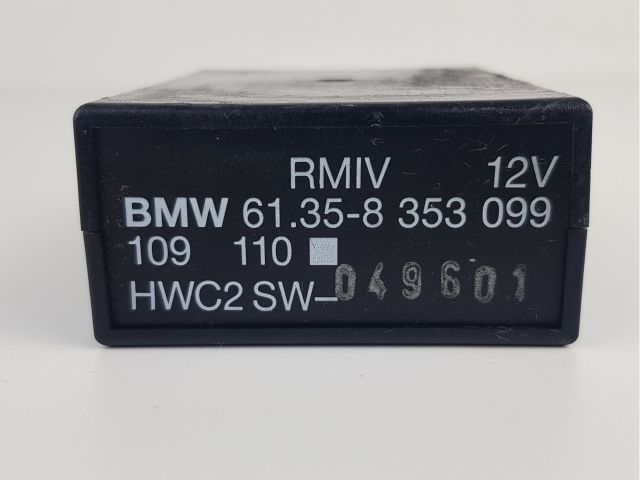 RMIV 12V
BMW 61.35-8 353 099
109 110
HWC2 SW-049601